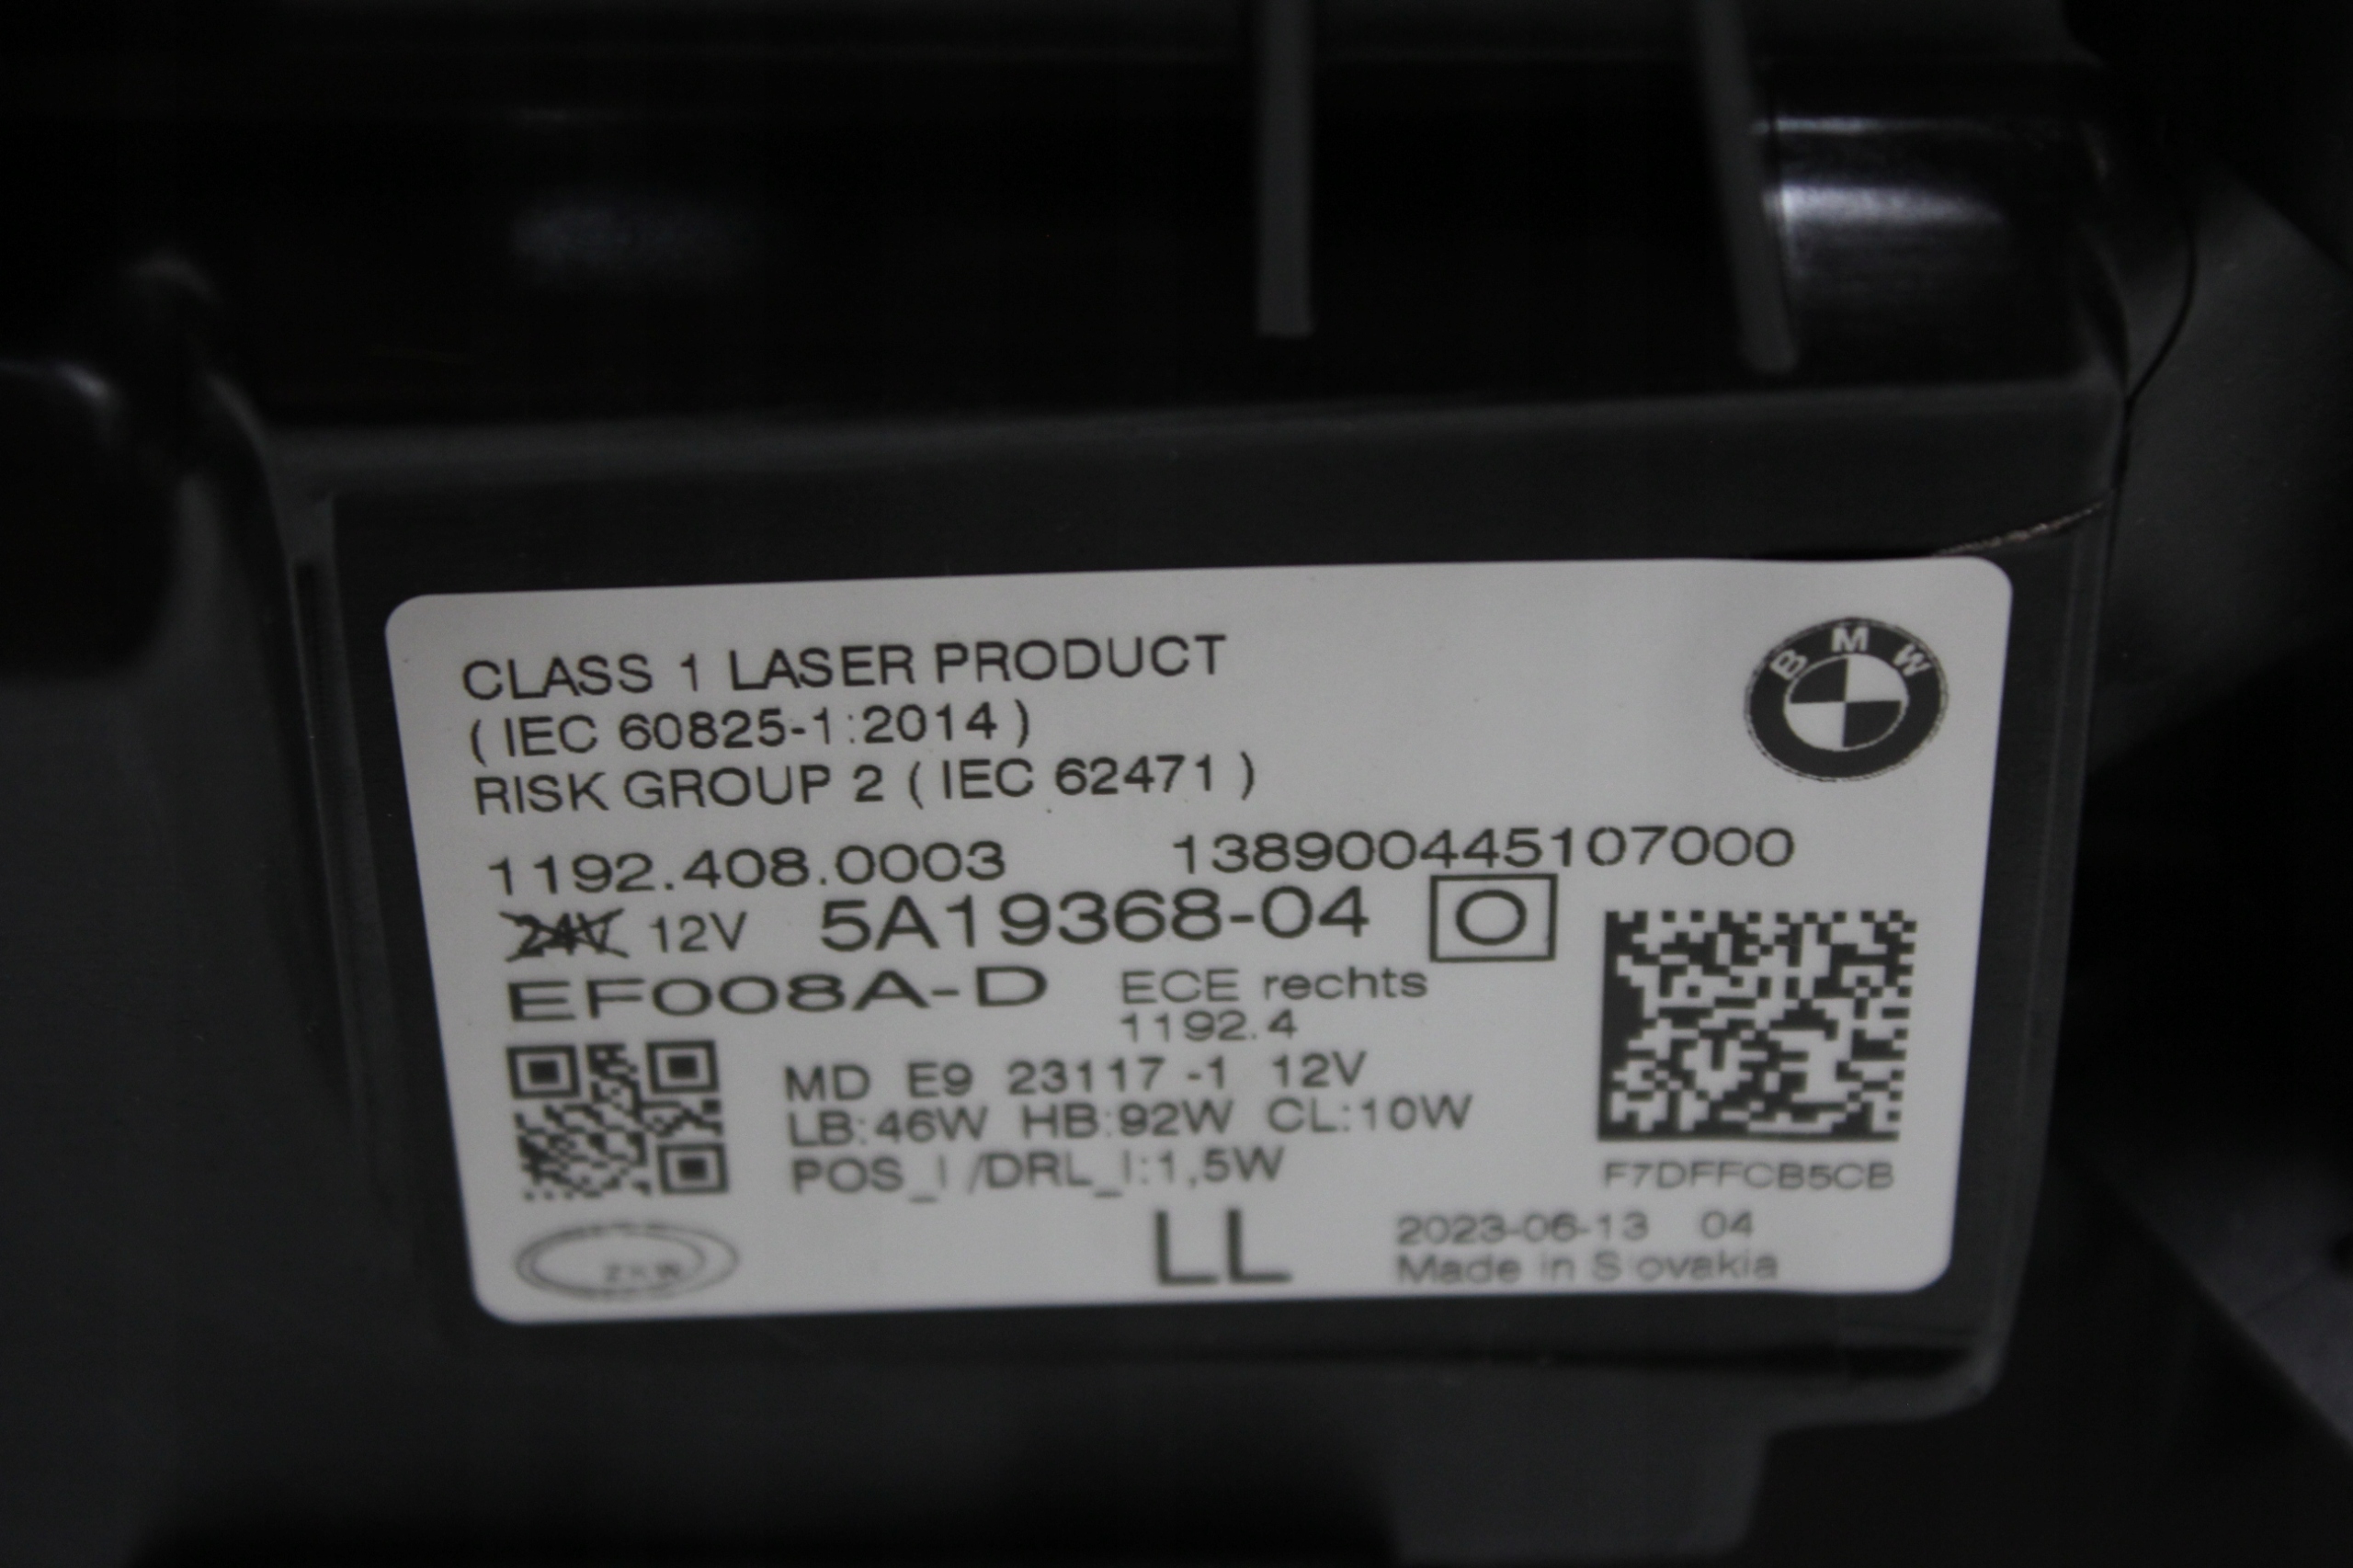 CLASS 1 LASER PRODUCT
( IEC 60825-1:2014 )
RISK GROUP 2 ( IEC 62471 )
BMW
1192.408.0003 138900445107000
24V 12V 5A19368-04 O
EF008A-D ECE rechts
1192.4
MD E9 23117 -1 12V
LB:46W HB:92W CL:10W
POS_I /DRL_I:1,5W
F7DFFCB5CB
ZKW
LL
2023-06-13 04
Made in Slovakia